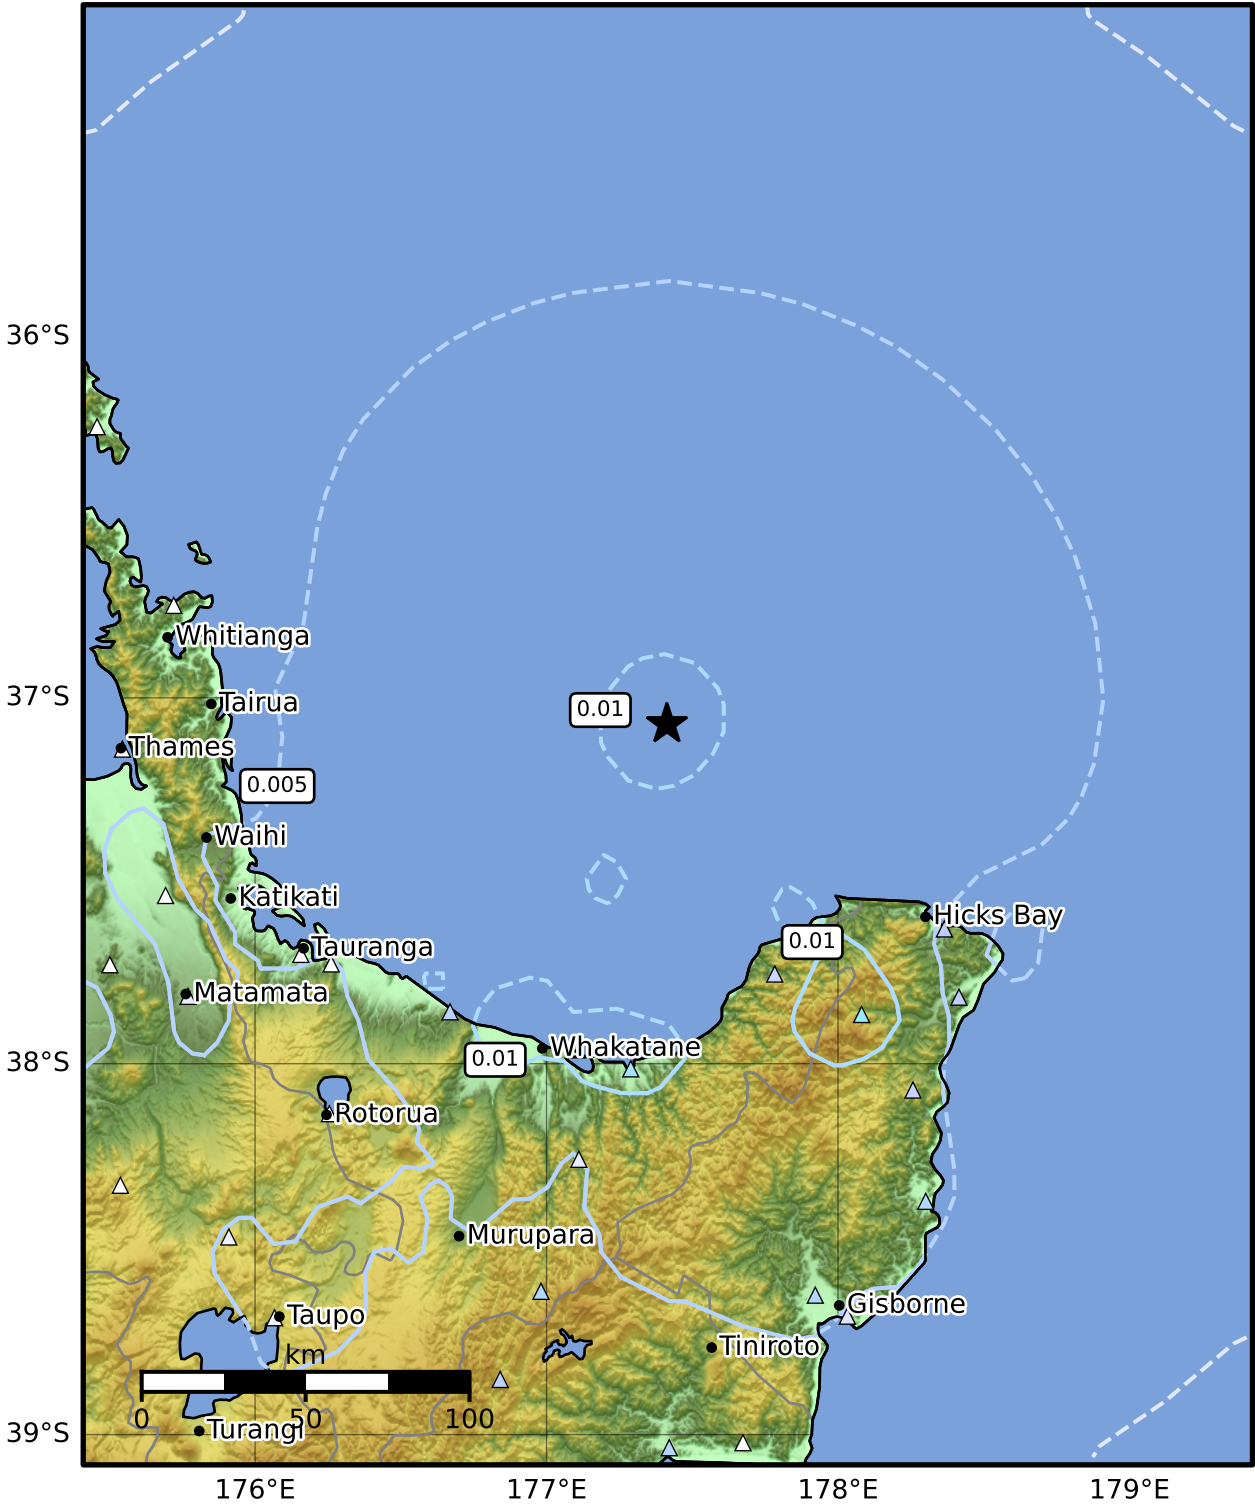 36°S
Whitianga
37°S
Tairua
0.01
Thames
0.005
Waihi
Katikati
Hicks Bay
Tauranga
0.01
Matamata
Whakatane
0.01
38°S
Rotorua
Murupara
Gisborne
Taupo
Tiniroto
km
0 50 100
Turangi
39°S
176°E 177°E 178°E 179°E